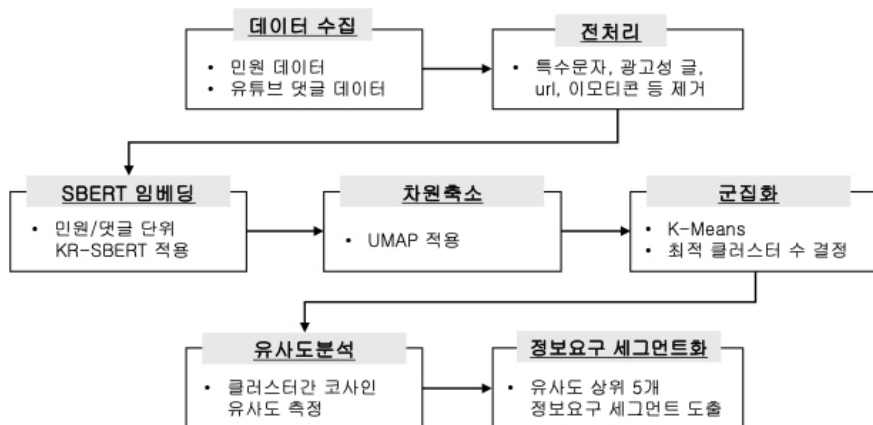 데이터 수집
• 민원 데이터
• 유튜브 댓글 데이터
전처리
• 특수문자, 광고성 글,
url, 이모티콘 등 제거
SBERT 임베딩
• 민원/댓글 단위
KR-SBERT 적용
차원축소
• UMAP 적용
군집화
• K-Means
• 최적 클러스터 수 결정
유사도분석
• 클러스터간 코사인
유사도 측정
정보요구 세그먼트화
• 유사도 상위 5개
정보요구 세그먼트 도출